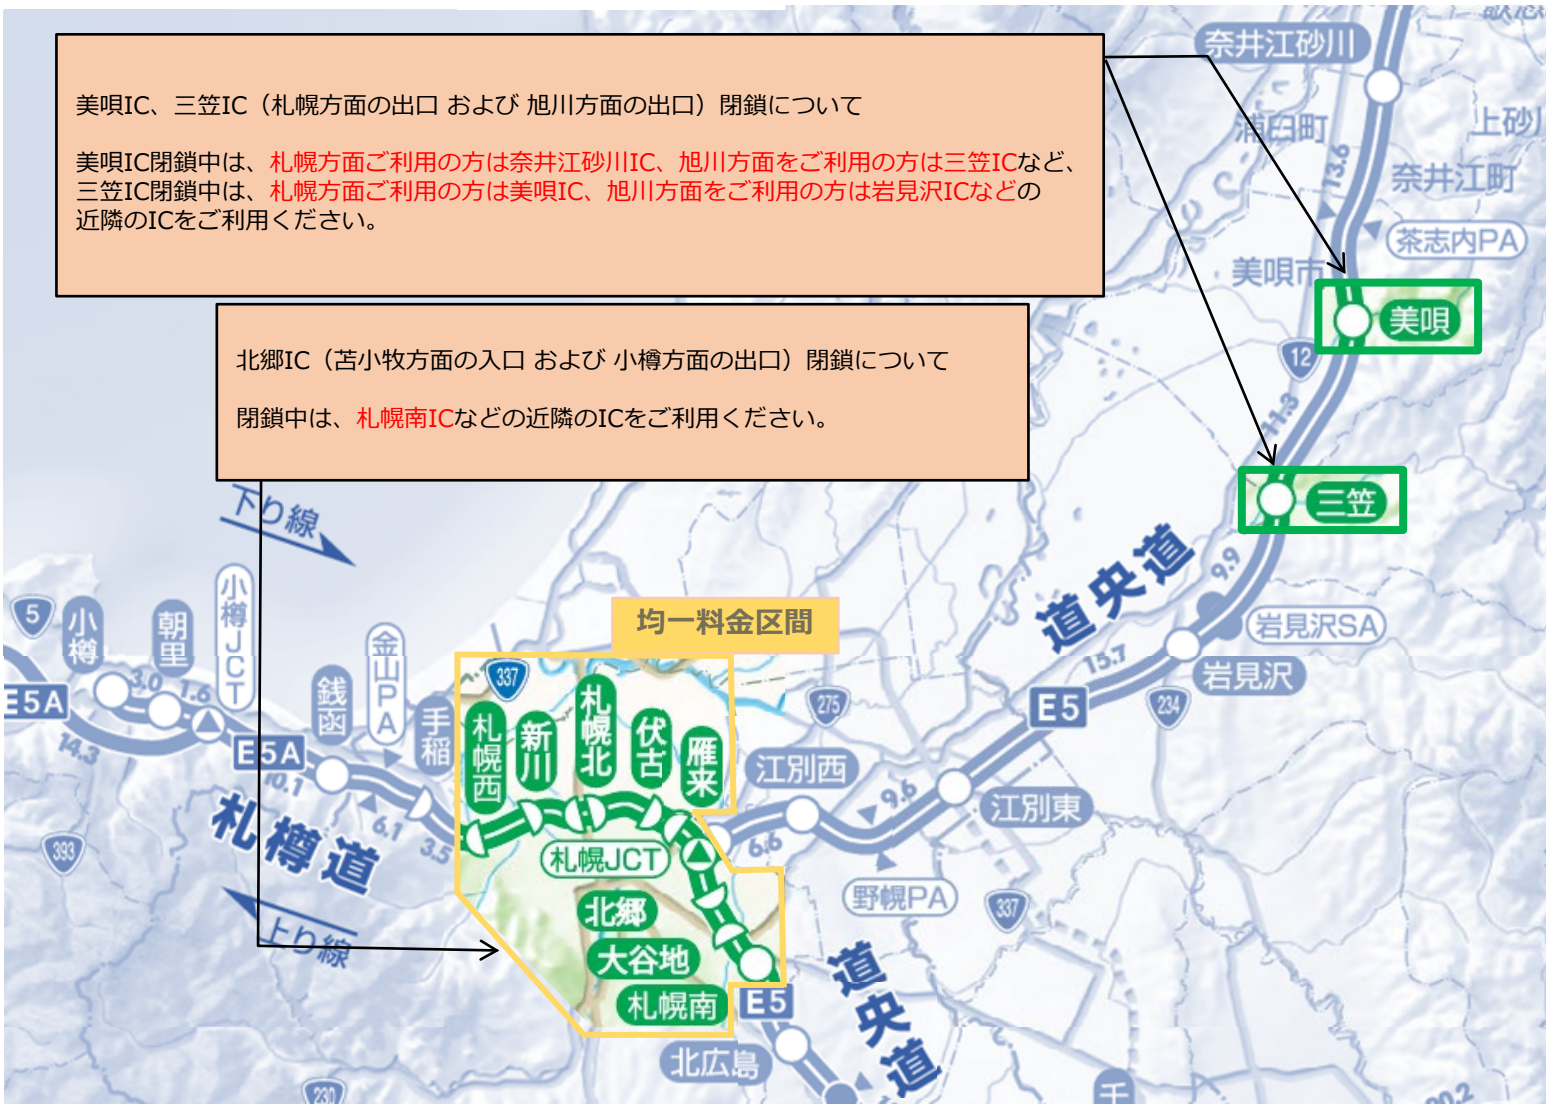 美唄IC、三笠IC（札幌方面の出口 および 旭川方面の出口）閉鎖について
美唄IC閉鎖中は、札幌方面ご利用の方は奈井江砂川IC、旭川方面をご利用の方は三笠ICなど、
三笠IC閉鎖中は、札幌方面ご利用の方は美唄IC、旭川方面をご利用の方は岩見沢ICなどの
近隣のICをご利用ください。
北郷IC（苫小牧方面の入口 および 小樽方面の出口）閉鎖について
閉鎖中は、札幌南ICなどの近隣のICをご利用ください。
奈井江砂川
浦臼町
上砂川
13.6
奈井江町
茶志内PA
美唄市
美唄
12
11.3
三笠
下り線
道央道
9.9
均一料金区間
岩見沢SA
15.7
岩見沢
5
小樽
朝里
小樽JCT
金山PA
銭函
手稲
337
札幌西
新川
札幌北
伏古
雁来
275
E5
234
E5A
3.0
1.6
14.3
E5A
10.1
6.1
3.5
江別西
9.6
江別東
6.6
札樽道
393
札幌JCT
野幌PA
337
北郷
上り線
大谷地
札幌南
E5
道央道
北広島
230
千
20.2